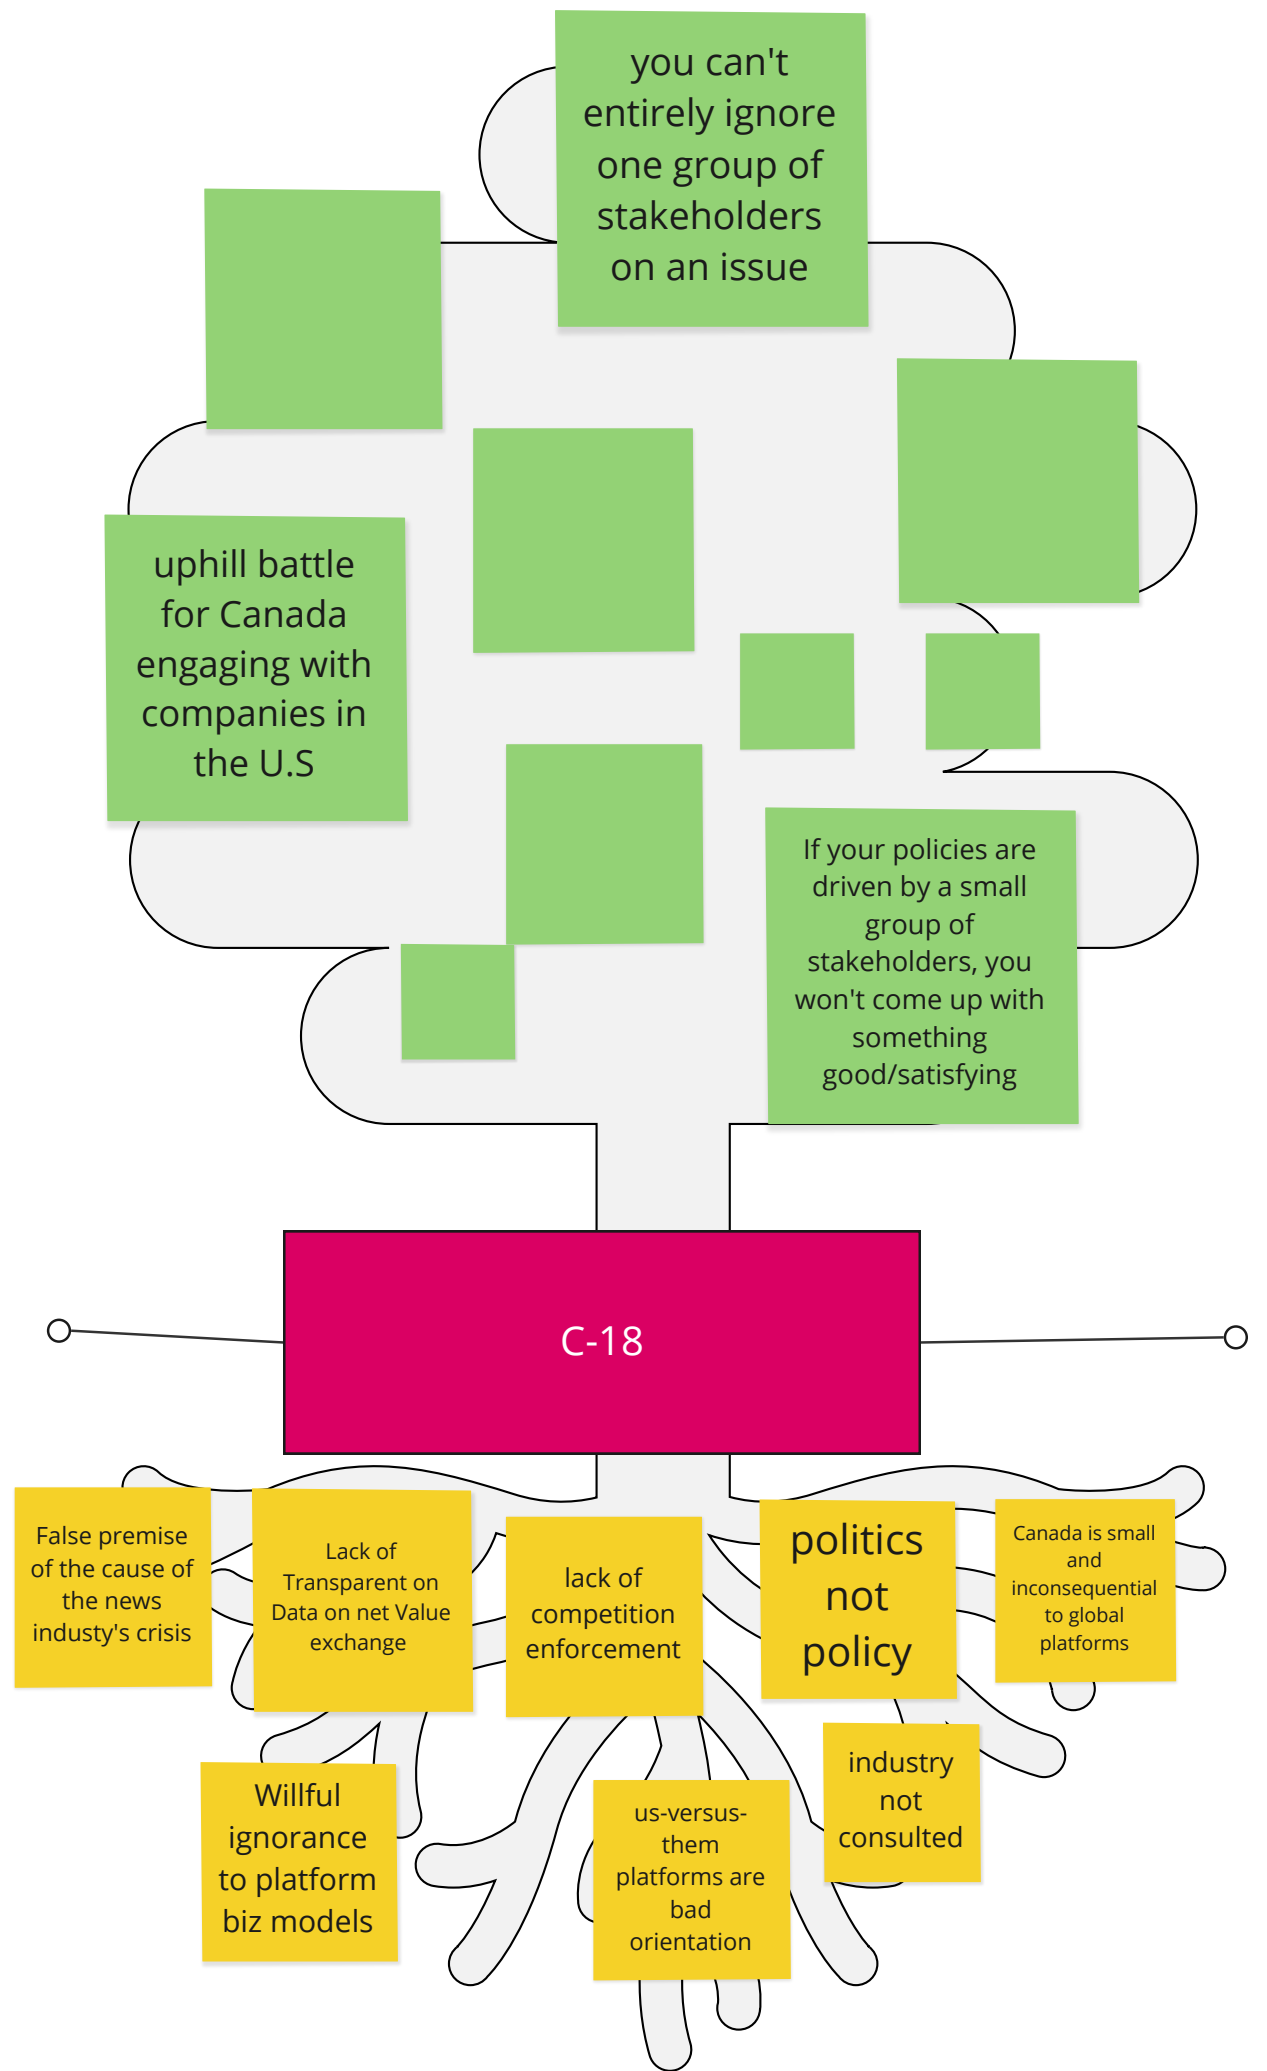 you can't
entirely ignore
one group of
stakeholders
on an issue
uphill battle
for Canada
engaging with
companies in
the U.S
If your policies are
driven by a small
group of
stakeholders, you
won't come up with
something
good/satisfying
C-18
False premise
of the cause of
the news
industy's crisis
Lack of
Transparent on
Data on net Value
exchange
lack of
competition
enforcement
politics
not
policy
Canada is small
and
inconsequential
to global
platforms
Willful
ignorance
to platform
biz models
us-versus-
them
platforms are
bad
orientation
industry
not
consulted